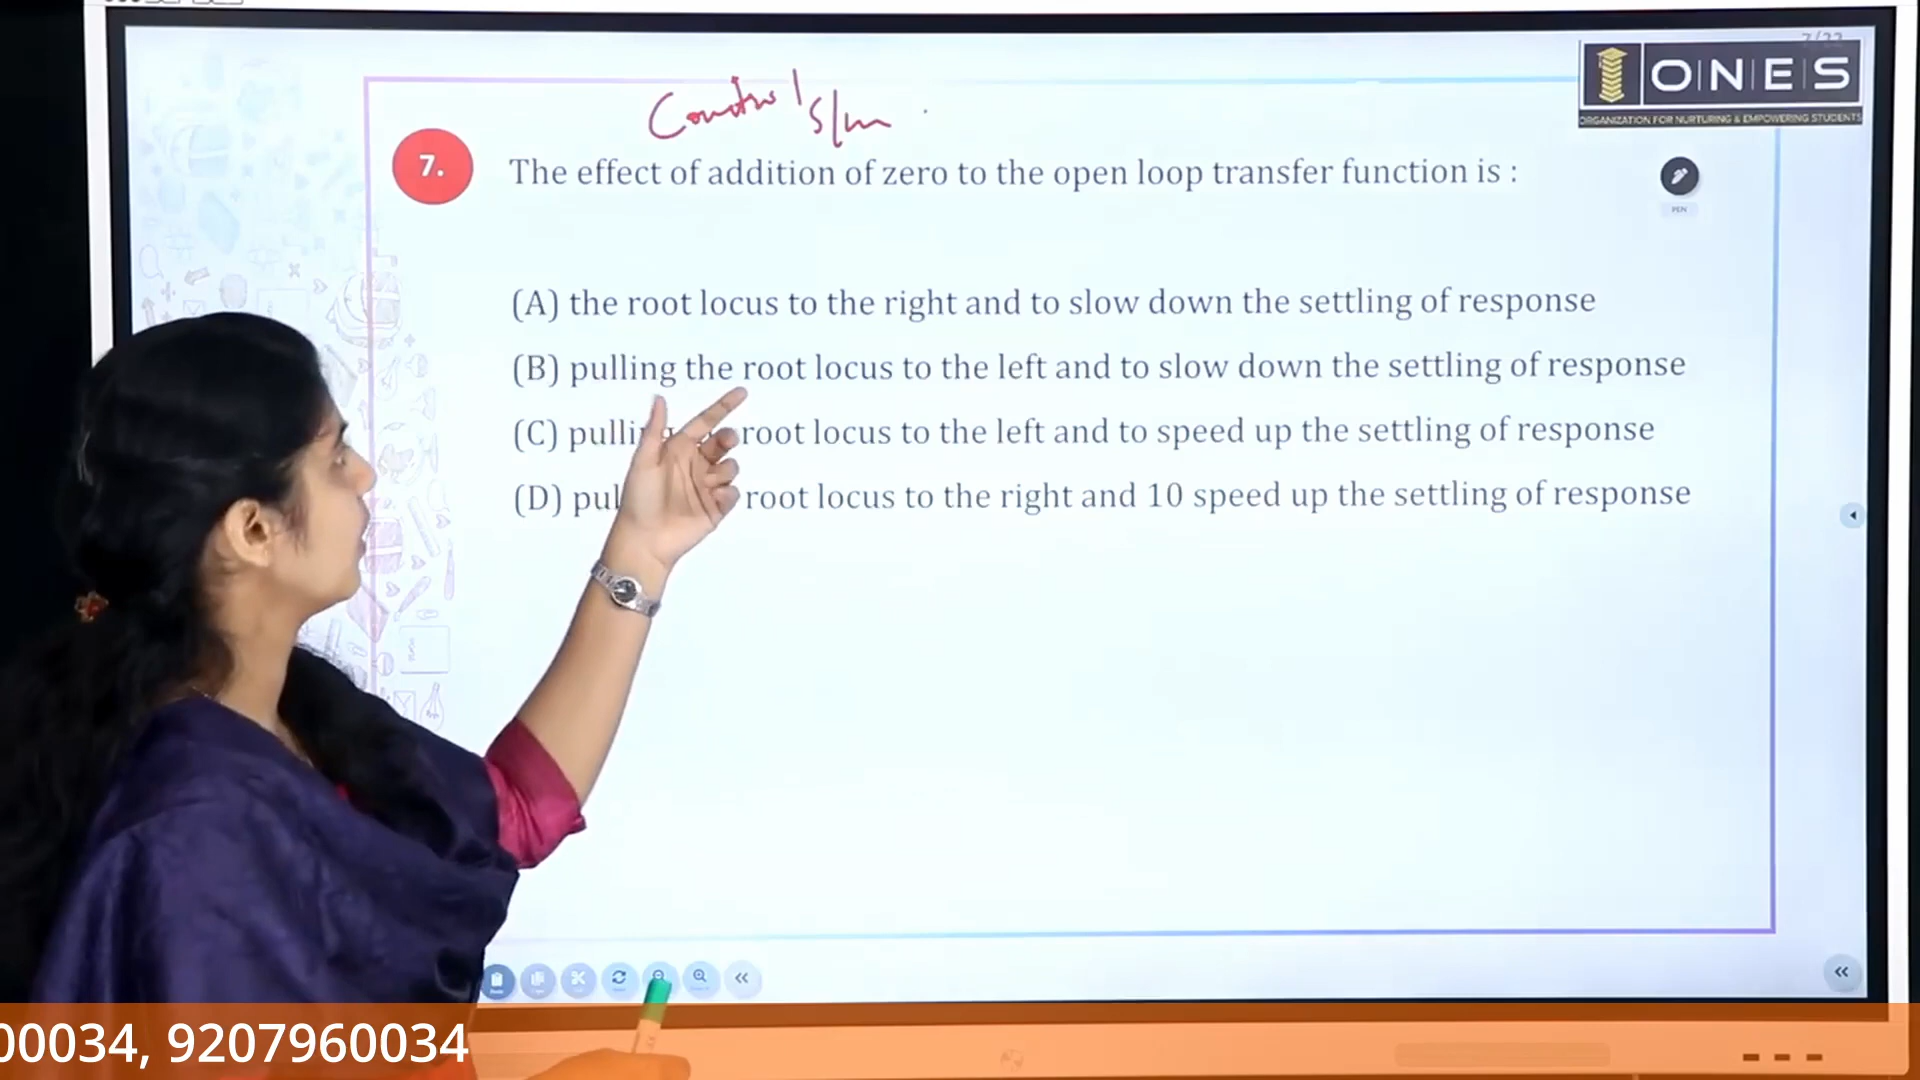 7/22
ONES
ORGANIZATION FOR NURTURING & EMPOWERING STUDENTS
Control S/m
7. The effect of addition of zero to the open loop transfer function is :
PEN
(A) the root locus to the right and to slow down the settling of response
(B) pulling the root locus to the left and to slow down the settling of response
(C) root locus to the left and to speed up the settling of response
(D) root locus to the right and 10 speed up the settling of response
00034, 9207960034